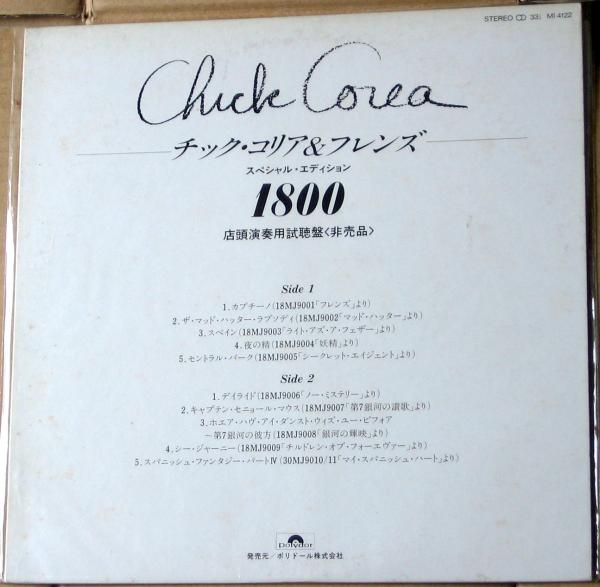 STEREO 33⅓ MI 4122
Chick Corea
チック・コリア&フレンズ
スペシャル・エディション
1800
店頭演奏用試聴盤〈非売品〉
Side 1
1.カプチーノ(18MJ9001「フレンズ」より)
2.ザ・マッド・ハッター・ラプソディ(18MJ9002「マッド・ハッター」より)
3.スペイン(18MJ9003「ライト・アズ・ア・フェザー」より)
4.夜の精(18MJ9004「妖精」より)
5.セントラル・パーク(18MJ9005「シークレット・エイジェント」より)
Side 2
1.デイライド(18MJ9006「ノー・ミステリー」より)
2.キャプテン・セニョール・マウス(18MJ9007「第7銀河の讃歌」より)
3.ホエア・ハヴ・アイ・ダンスト・ウィズ・ユー・ビフォア
〜第7銀河の彼方(18MJ9008「銀河の輝映」より)
4.シー・ジャーニー(18MJ9009「チルドレン・オブ・フォーエヴァー」より)
5.スパニッシュ・ファンタジー・パートⅣ(30MJ9010/11「マイ・スパニッシュ・ハート」より)
Polydor
発売元/ポリドール株式会社